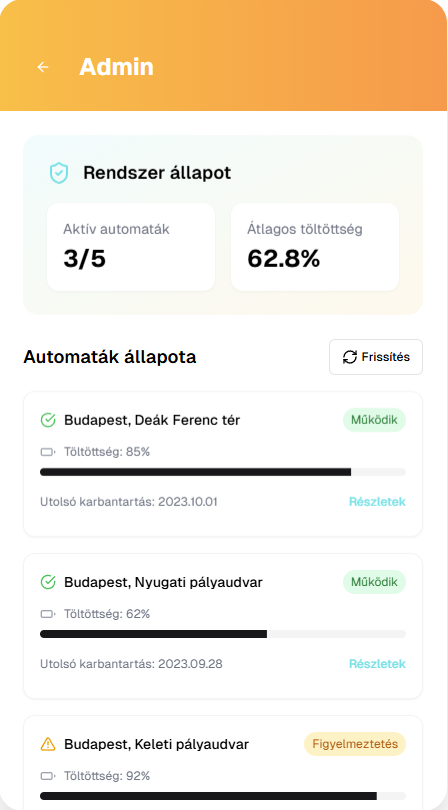 Admin
Rendszer állapot
Aktív automaták
Átlagos töltöttség
3/5
62.8%
Automaták állapota
Frissítés
Budapest, Deák Ferenc tér
Működik
Töltöttség: 85%
Utolsó karbantartás: 2023.10.01
Részletek
Budapest, Nyugati pályaudvar
Működik
Töltöttség: 62%
Utolsó karbantartás: 2023.09.28
Részletek
Budapest, Keleti pályaudvar
Figyelmeztetés
Töltöttség: 92%